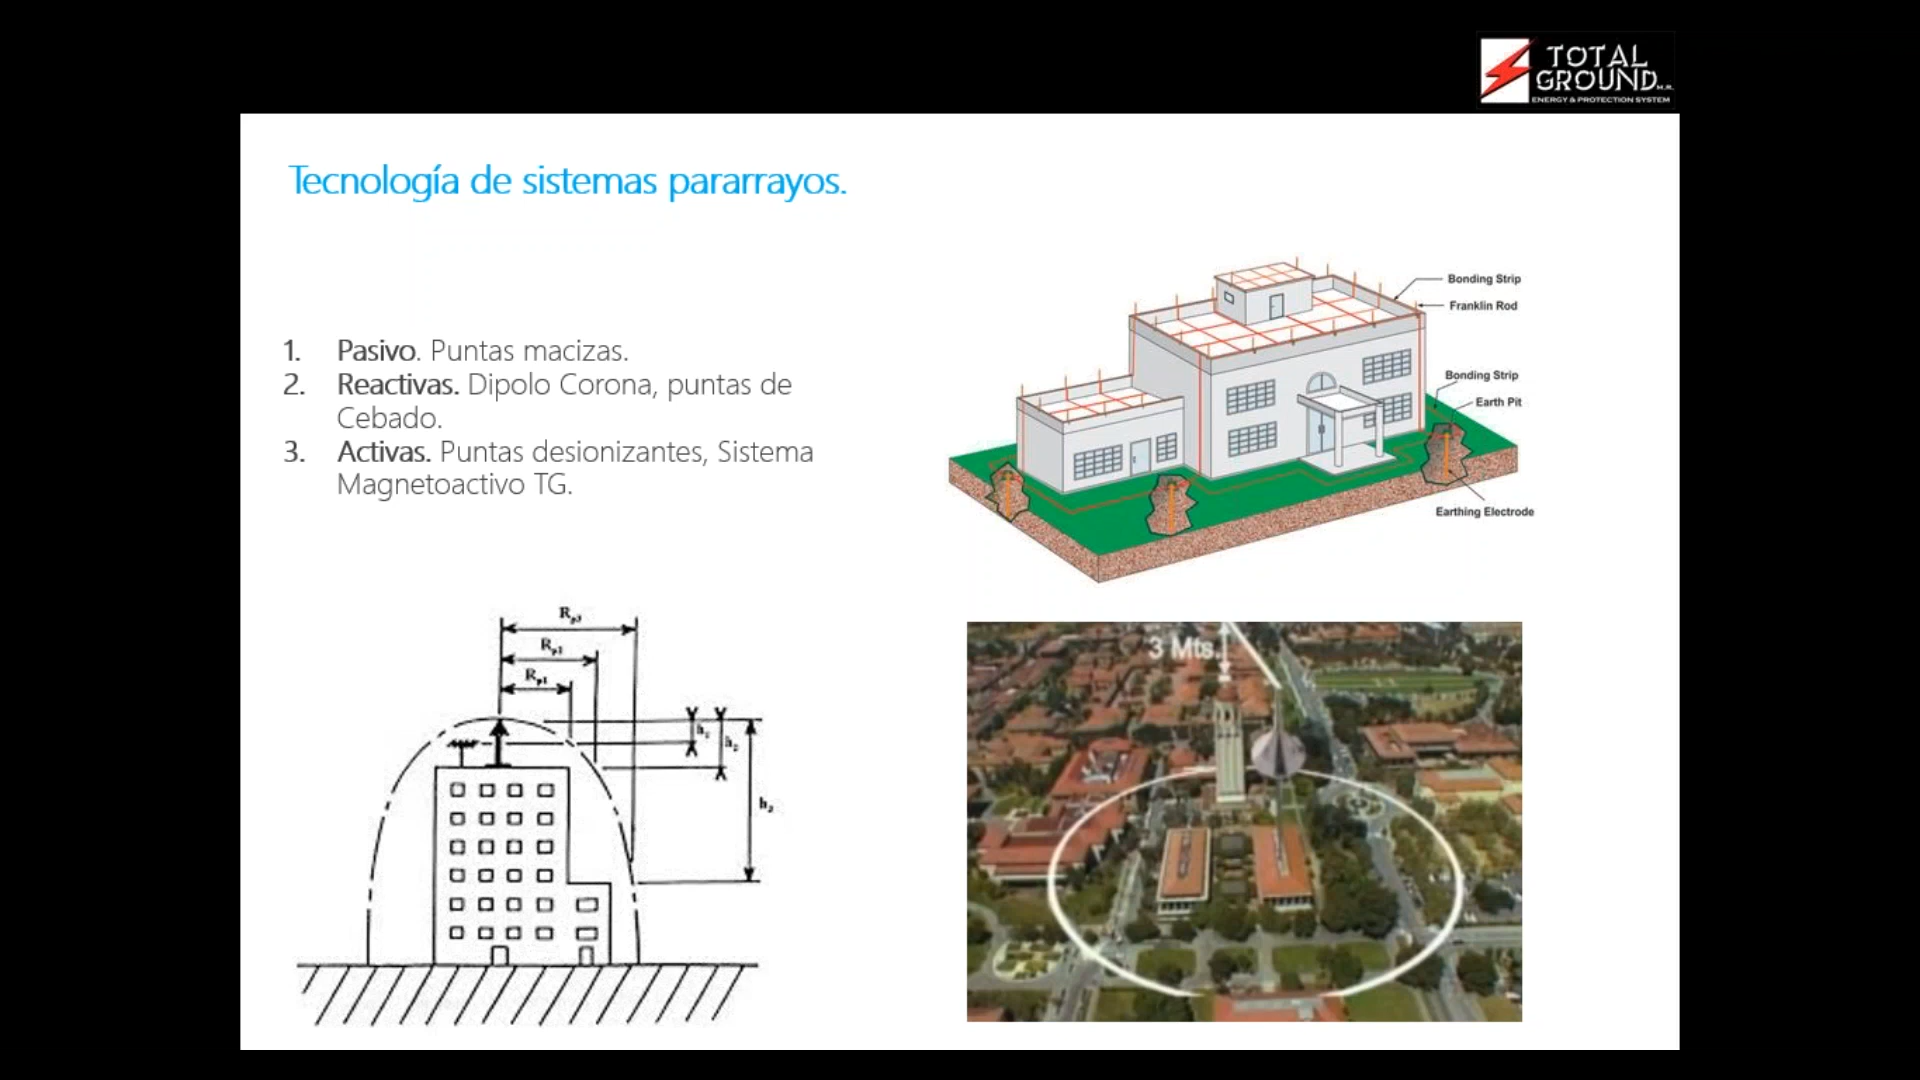 TOTAL
GROUND M.R.
ENERGY & PROTECTION SYSTEM
Tecnología de sistemas pararrayos.
1. Pasivo. Puntas macizas.
2. Reactivas. Dipolo Corona, puntas de
Cebado.
3. Activas. Puntas desionizantes, Sistema
Magnetoactivo TG.
Bonding Strip
Franklin Rod
Bonding Strip
Earth Pit
Earthing Electrode
3 Mts.